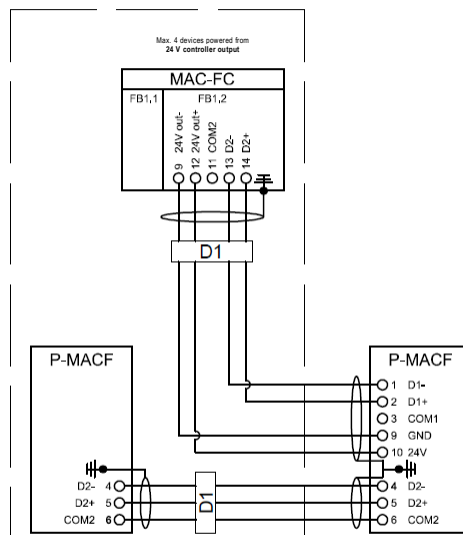 Max. 4 devices powered from
24 V controller output
MAC-FC
FB1,1
FB1,2
9 24V out-
12 24V out+
11 COM2
13 D2-
14 D2+
D1
P-MACF
D2- 4
D2+ 5
COM2 6
D1
P-MACF
1 D1-
2 D1+
3 COM1
9 GND
10 24V
4 D2-
5 D2+
6 COM2